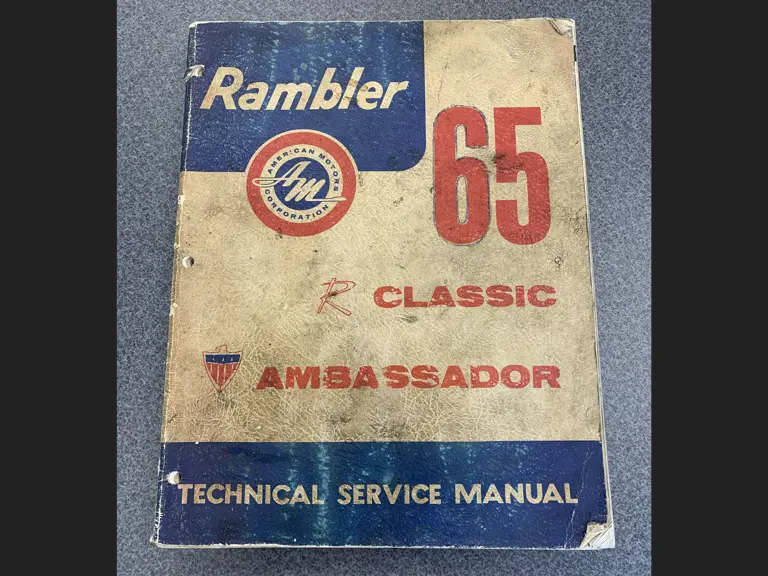 Rambler
65
AMERICAN MOTORS
AM
CORPORATION
R CLASSIC
AMBASSADOR
TECHNICAL SERVICE MANUAL